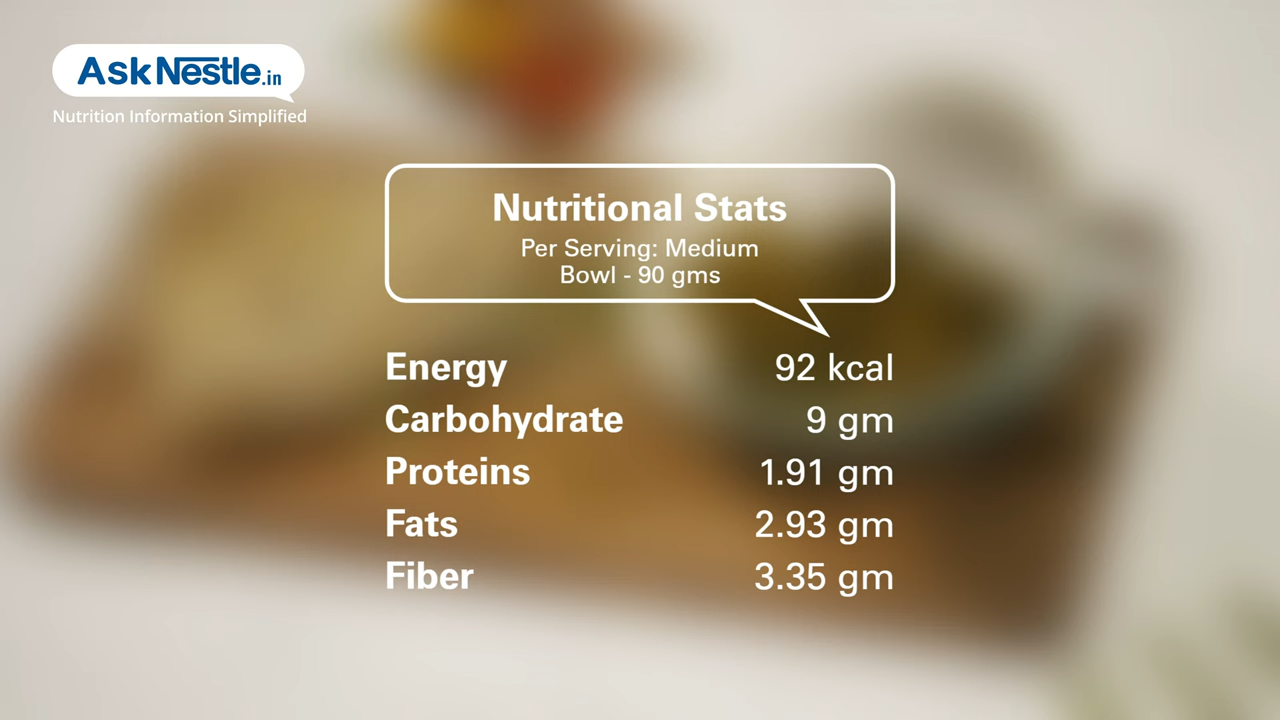 AskNestle.in
Nutrition Information Simplified
Nutritional Stats
Per Serving: Medium
Bowl - 90 gms
Energy 92 kcal
Carbohydrate 9 gm
Proteins 1.91 gm
Fats 2.93 gm
Fiber 3.35 gm